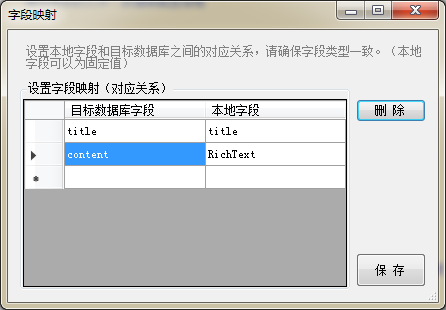 字段映射
设置本地字段和目标数据库之间的对应关系，请确保字段类型一致。（本地
字段可以为固定值）
设置字段映射（对应关系）
目标数据库字段 本地字段
删 除
title title
content RichText
保 存